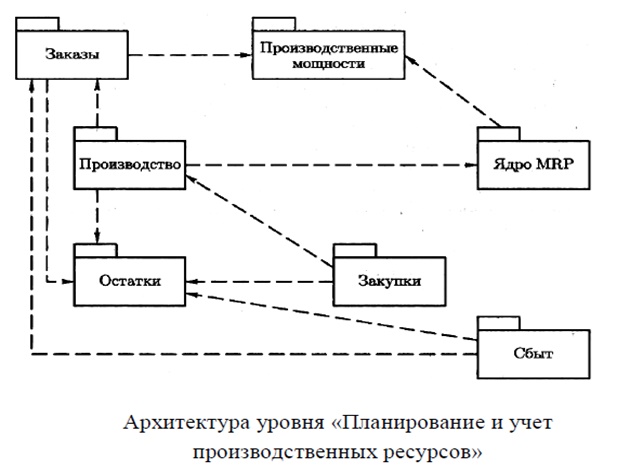 Заказы
Производственные
мощности
Производство
Ядро MRP
Остатки
Закупки
Сбыт
Архитектура уровня «Планирование и учет
производственных ресурсов»